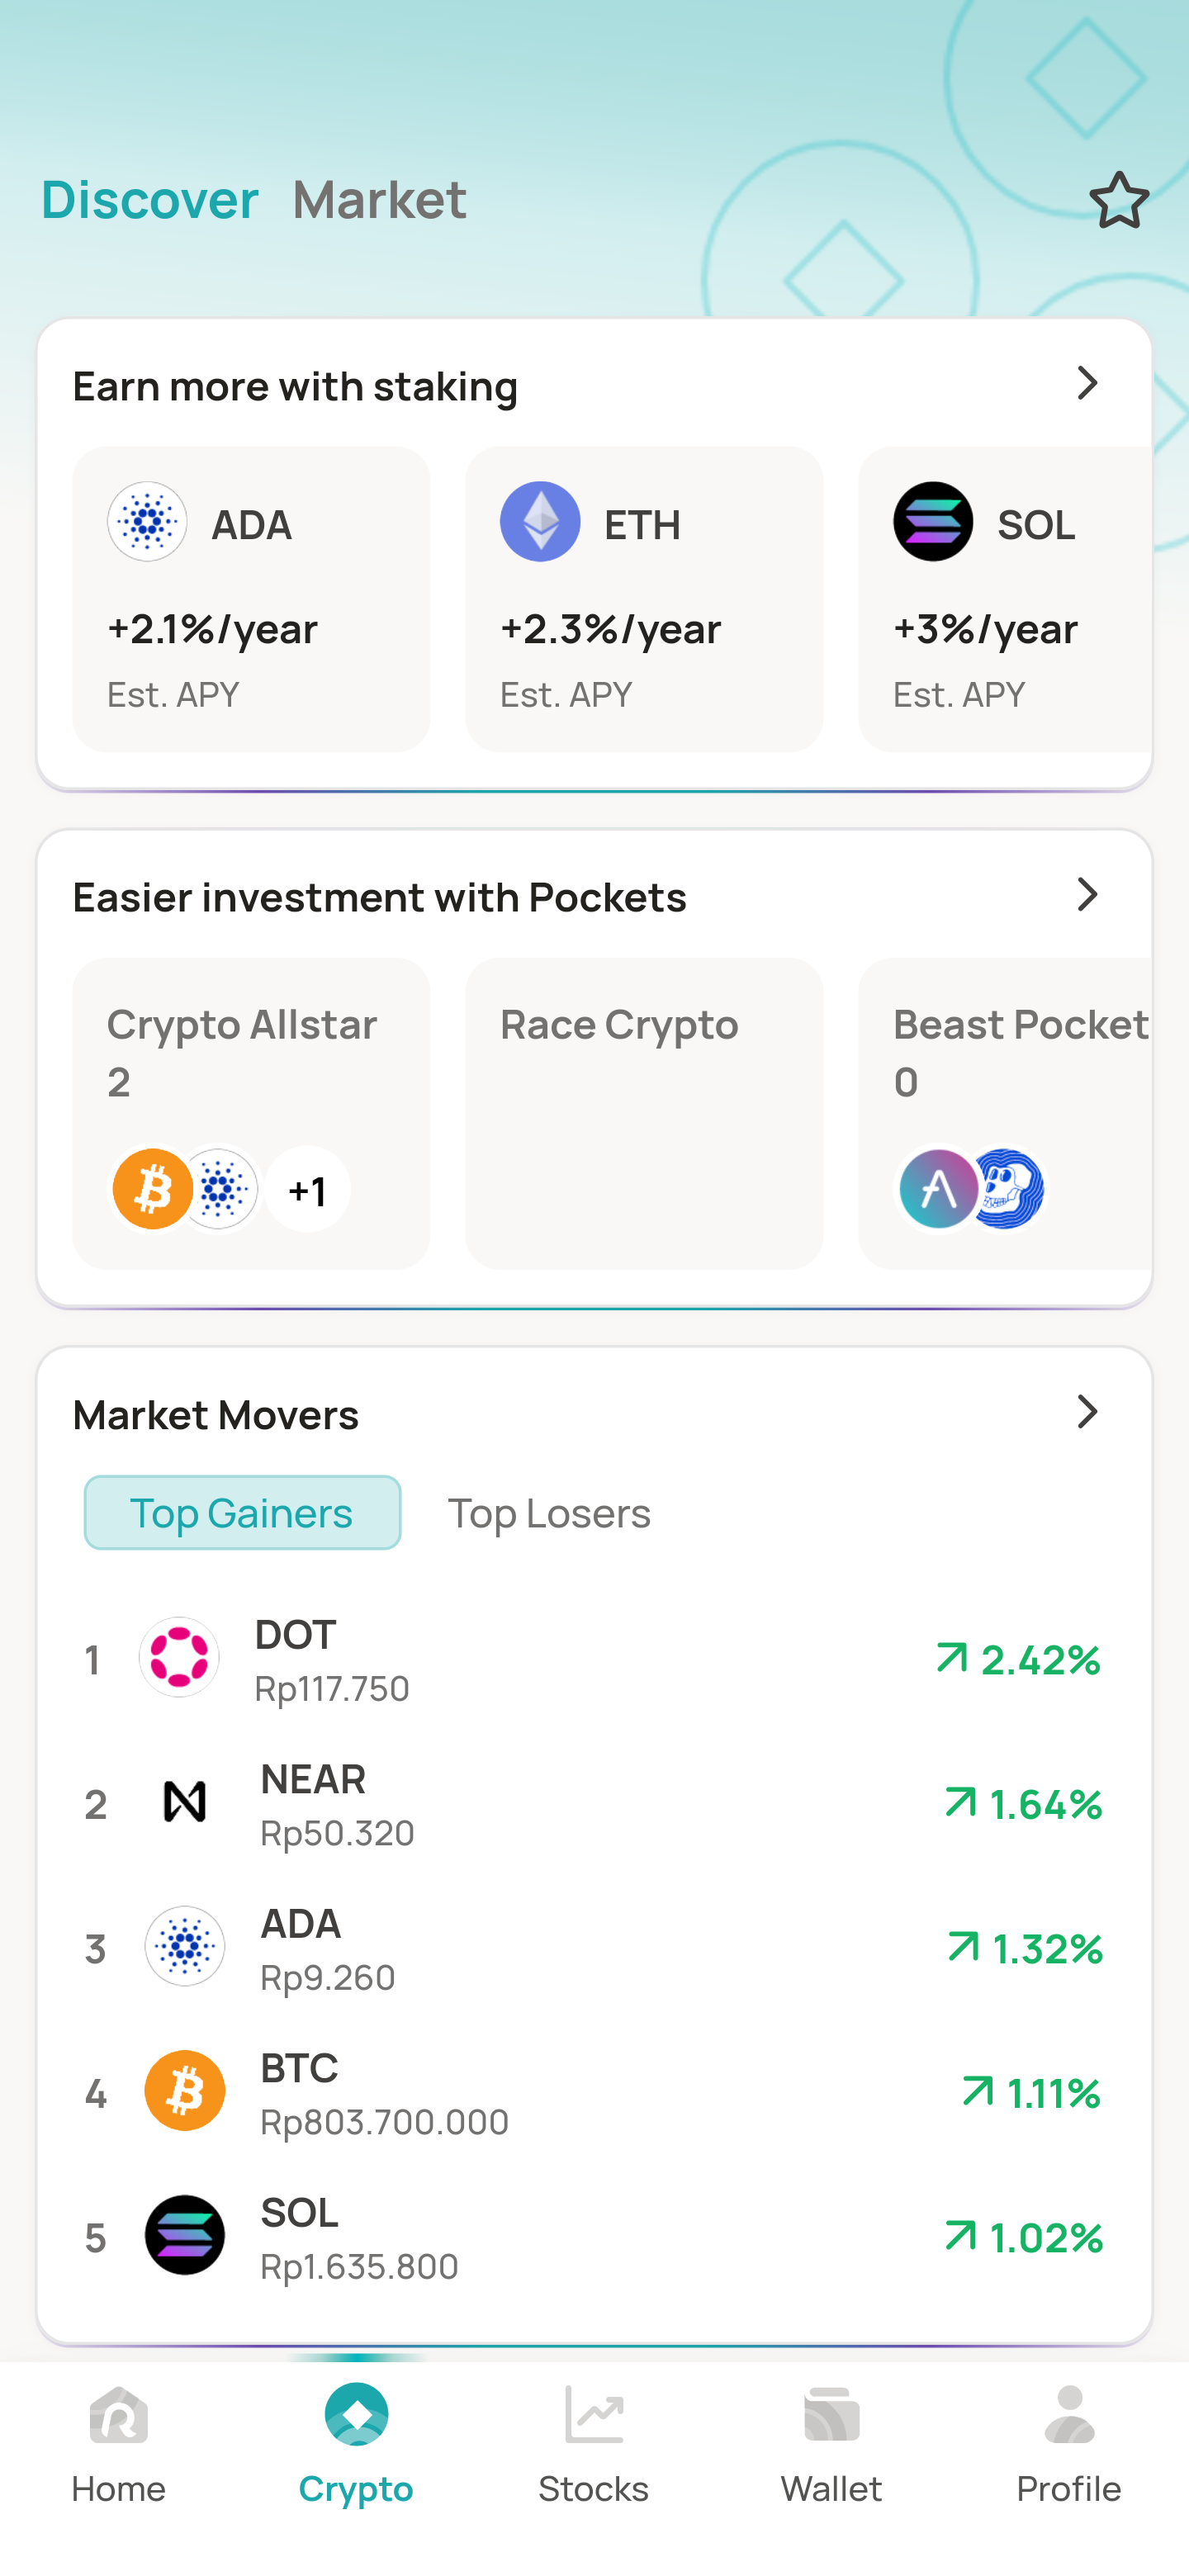 Discover Market
Earn more with staking
ADA ETH SOL
+2.1%/year +2.3%/year +3%/year
Est. APY Est. APY Est. APY
Easier investment with Pockets
Crypto Allstar Race Crypto Beast Pocket
2 0
+1
Market Movers
Top Gainers Top Losers
1 DOT 2.42%
Rp117.750
2 NEAR 1.64%
Rp50.320
3 ADA 1.32%
Rp9.260
4 BTC 1.11%
Rp803.700.000
5 SOL 1.02%
Rp1.635.800
Home Crypto Stocks Wallet Profile